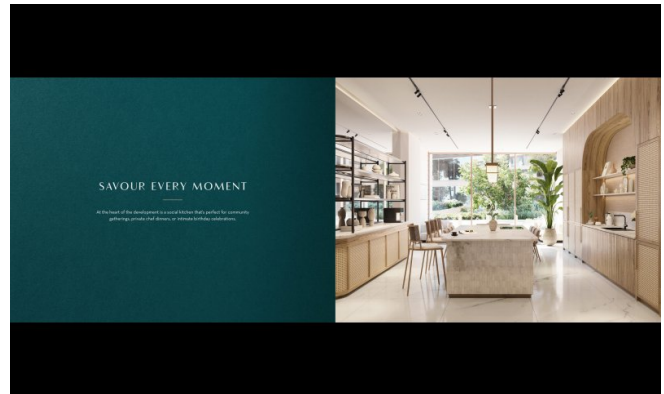 SAVOUR EVERY MOMENT
At the heart of the development is a social kitchen that's perfect for community
gatherings, private chef dinners, or intimate birthday celebrations.